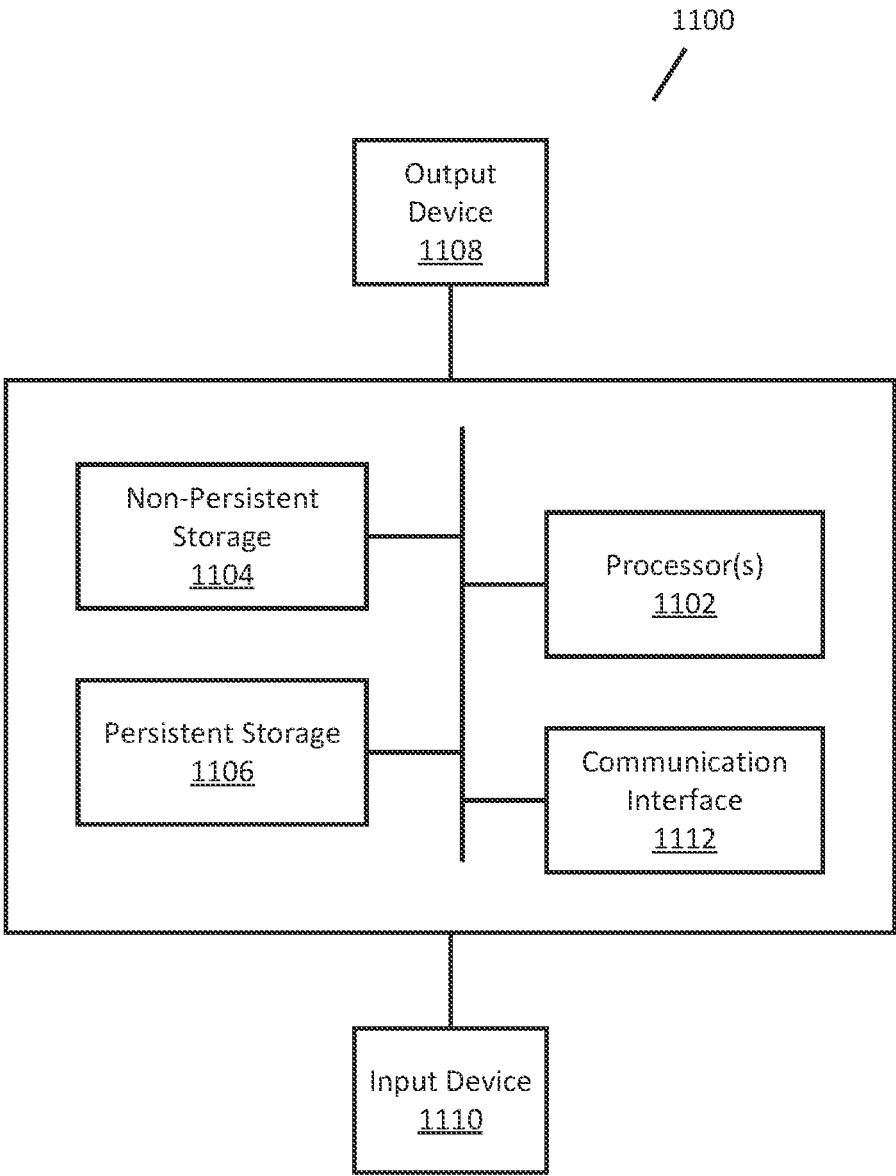 1100
Output
Device
1108
Non-Persistent
Storage
1104
Processor(s)
1102
Persistent Storage
1106
Communication
Interface
1112
Input Device
1110